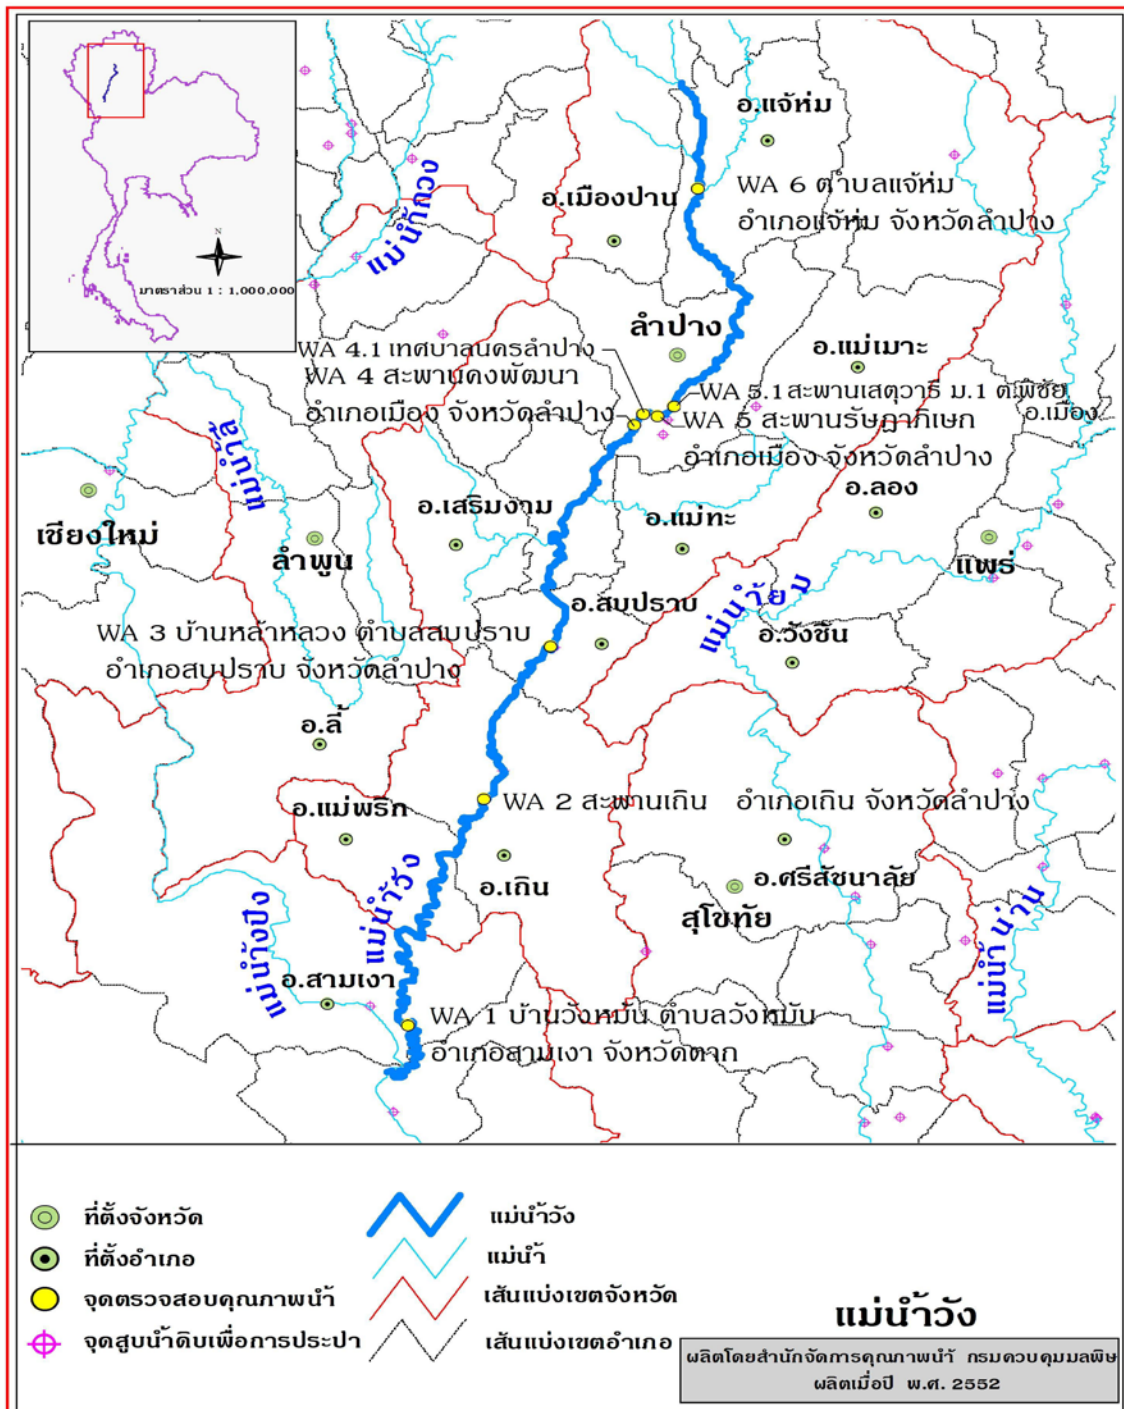 N
มาตราส่วน 1 : 1,000,000
อ.แจ้ห่ม
แม่น้ำกวง
อ.เมืองปาน
WA 6 ตำบลแจ้ห่ม
อำเภอแจ้ห่ม จังหวัดลำปาง
ลำปาง
WA 4.1 เทศบาลนครลำปาง
WA 4 สะพานคงพัฒนา
อำเภอเมือง จังหวัดลำปาง
อ.แม่เมาะ
WA 5.1 สะพานเสตุวารี ม.1 ต.พิชัย
WA 5 สะพานรัษฎาภิเษก
อำเภอเมือง จังหวัดลำปาง
อ.เมือง
แม่น้ำลี้
อ.ลอง
อ.เสริมงาม
อ.แม่ทะ
เชียงใหม่
ลำพูน
แพร่
อ.สบปราบ
แม่น้ำยม
อ.วังชิ้น
WA 3 บ้านหล่าหลวง ตำบลสบปราบ
อำเภอสบปราบ จังหวัดลำปาง
อ.ลี้
อ.แม่พริก
WA 2 สะพานเถิน อำเภอเถิน จังหวัดลำปาง
อ.เถิน
แม่น้ำวัง
อ.ศรีสัชนาลัย
สุโขทัย
แม่น้ำปิง
แม่น้ำน่าน
อ.สามเงา
WA 1 บ้านวังหมัน ตำบลวังหมัน
อำเภอสามเงา จังหวัดตาก
ที่ตั้งจังหวัด
ที่ตั้งอำเภอ
จุดตรวจสอบคุณภาพน้ำ
จุดสูบน้ำดิบเพื่อการประปา
แม่น้ำวัง
แม่น้ำ
เส้นแบ่งเขตจังหวัด
เส้นแบ่งเขตอำเภอ
แม่น้ำวัง
ผลิตโดยสำนักจัดการคุณภาพน้ำ กรมควบคุมมลพิษ
ผลิตเมื่อปี พ.ศ. 2552